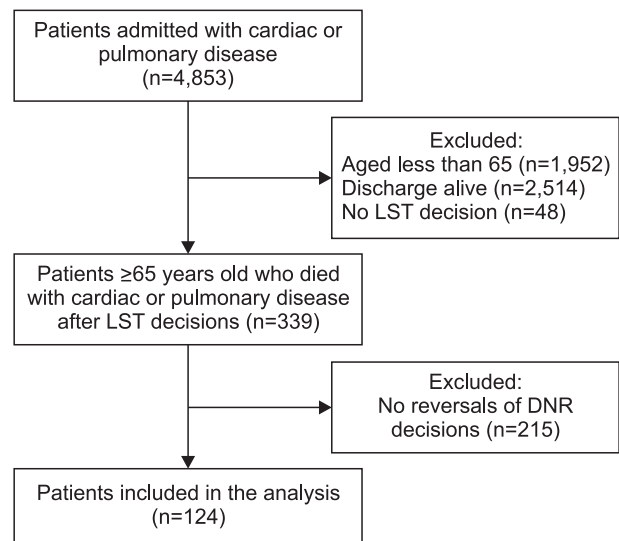 Patients admitted with cardiac or
pulmonary disease
(n=4,853)
Excluded:
Aged less than 65 (n=1,952)
Discharge alive (n=2,514)
No LST decision (n=48)
Patients ≥65 years old who died
with cardiac or pulmonary disease
after LST decisions (n=339)
Excluded:
No reversals of DNR
decisions (n=215)
Patients included in the analysis
(n=124)